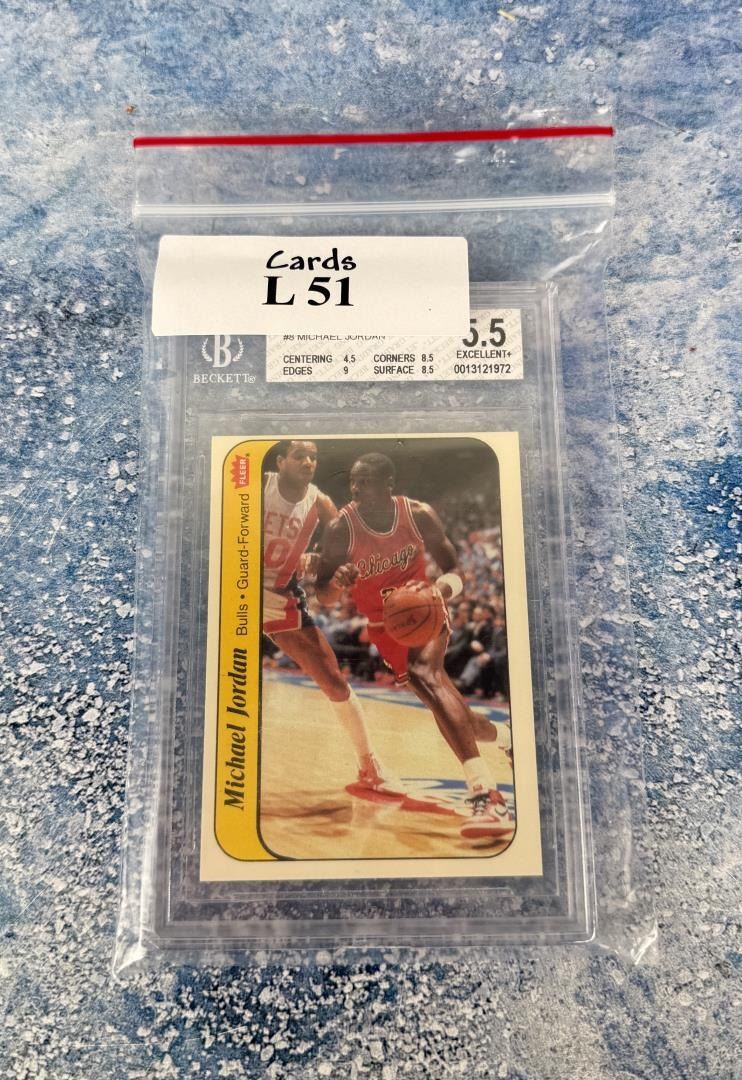 Cards
L 51
#8 MICHAEL JORDAN
5.5
CENTERING 4.5 CORNERS 8.5
EXCELLENT+
EDGES 9 SURFACE 8.5
0013121972
B
BECKETT®
FLEER®
Michael Jordan Bulls • Guard-Forward
ETS
Chicago